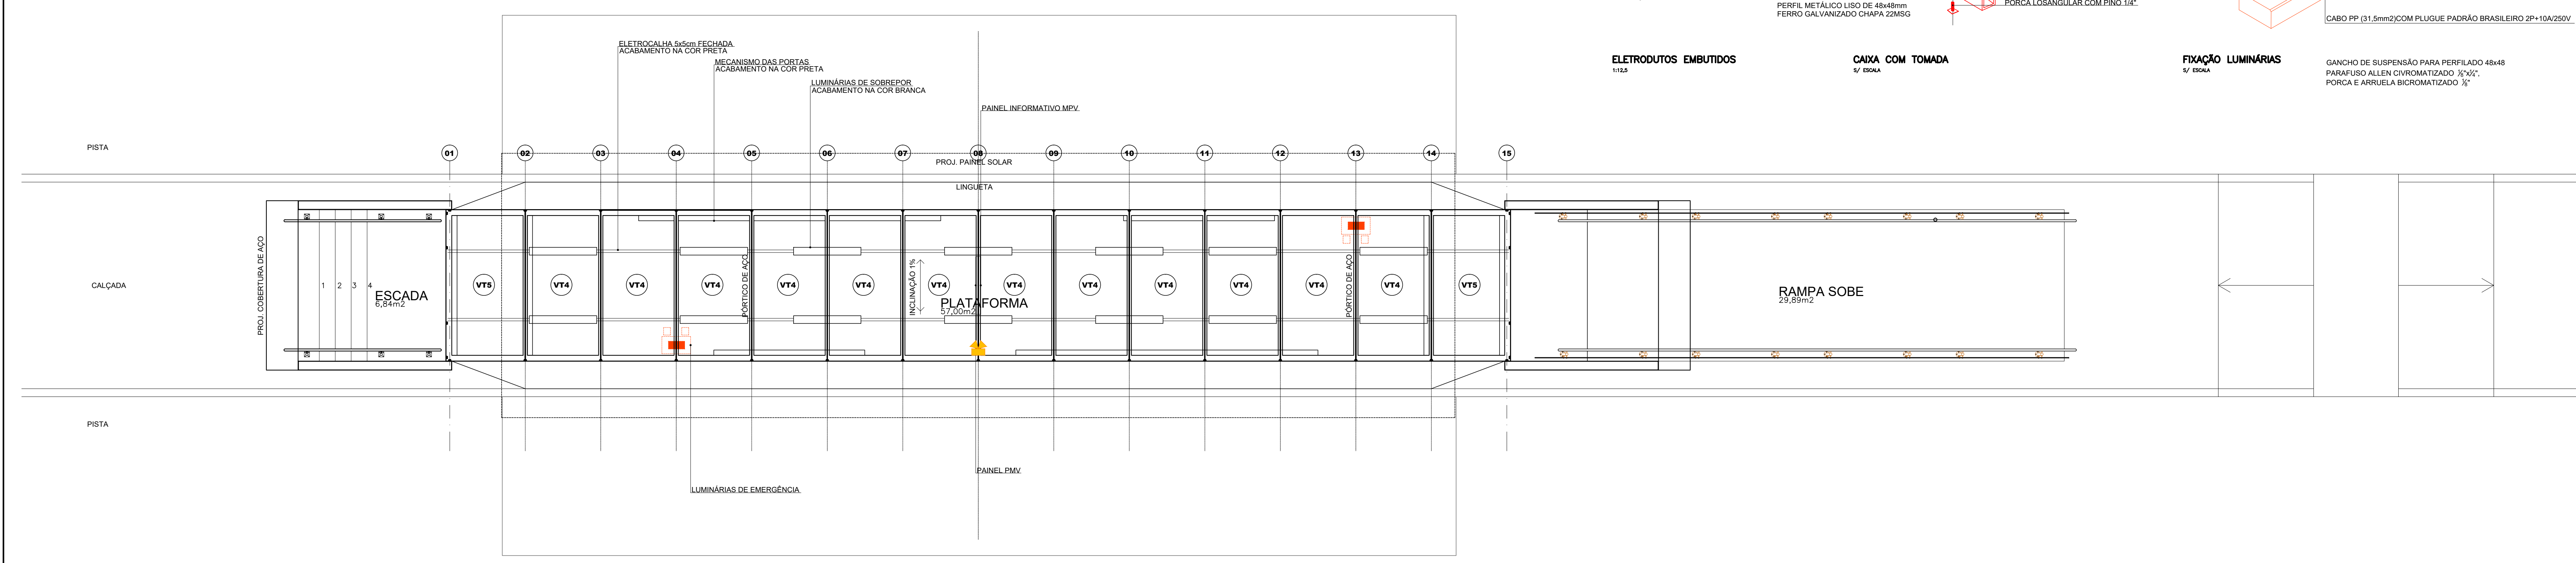 PERFIL METÁLICO LISO DE 48x48mm
FERRO GALVANIZADO CHAPA 22MSG
PORCA LOSANGULAR COM PINO 1/4"
CABO PP (31,5mm2)COM PLUGUE PADRÃO BRASILEIRO 2P+10A/250V
ELETRODUTOS EMBUTIDOS
1:12,5
CAIXA COM TOMADA
S/ ESCALA
FIXAÇÃO LUMINÁRIAS
S/ ESCALA
GANCHO DE SUSPENSÃO PARA PERFILADO 48x48
PARAFUSO ALLEN CIVROMATIZADO
PORCA E ARRUELA BICROMATIZADO
ELETROCALHA 5x5cm FECHADA
ACABAMENTO NA COR PRETA
MECANISMO DAS PORTAS
ACABAMENTO NA COR PRETA
LUMINÁRIAS DE SOBREPOR
ACABAMENTO NA COR BRANCA
PAINEL INFORMATIVO MPV
PISTA
01 02 03 04 05 06 07 08 09 10 11 12 13 14 15
PROJ. PAINEL SOLAR
LINGUETA
PROJ. COBERTURA DE AÇO
CALÇADA
1 2 3 4
ESCADA
6,84m2
VT5 VT4 VT4 VT4 VT4 VT4 VT4 VT4 VT4 VT4 VT4 VT4 VT4 VT5
PÓRTICO DE AÇO
INCLINAÇÃO 1%
PLATAFORMA
57,00m2
PÓRTICO DE AÇO
RAMPA SOBE
29,89m2
PISTA
PAINEL PMV
LUMINÁRIAS DE EMERGÊNCIA